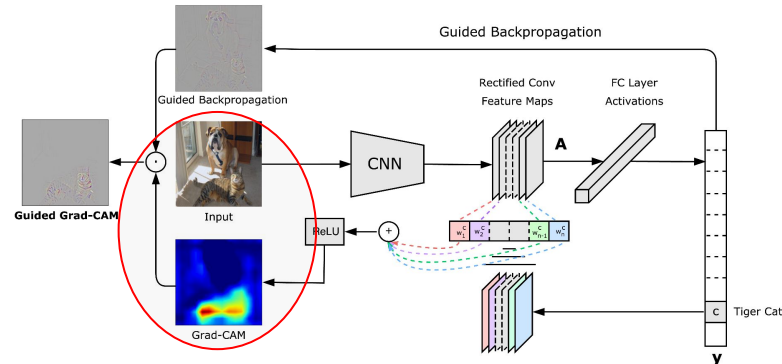 Guided Backpropagation
Guided Backpropagation
Rectified Conv
Feature Maps
FC Layer
Activations
CNN
A
Guided Grad-CAM
Input
ReLU
+
w1c
w2c
wn-1c
wnc
Grad-CAM
c
Tiger Cat
y